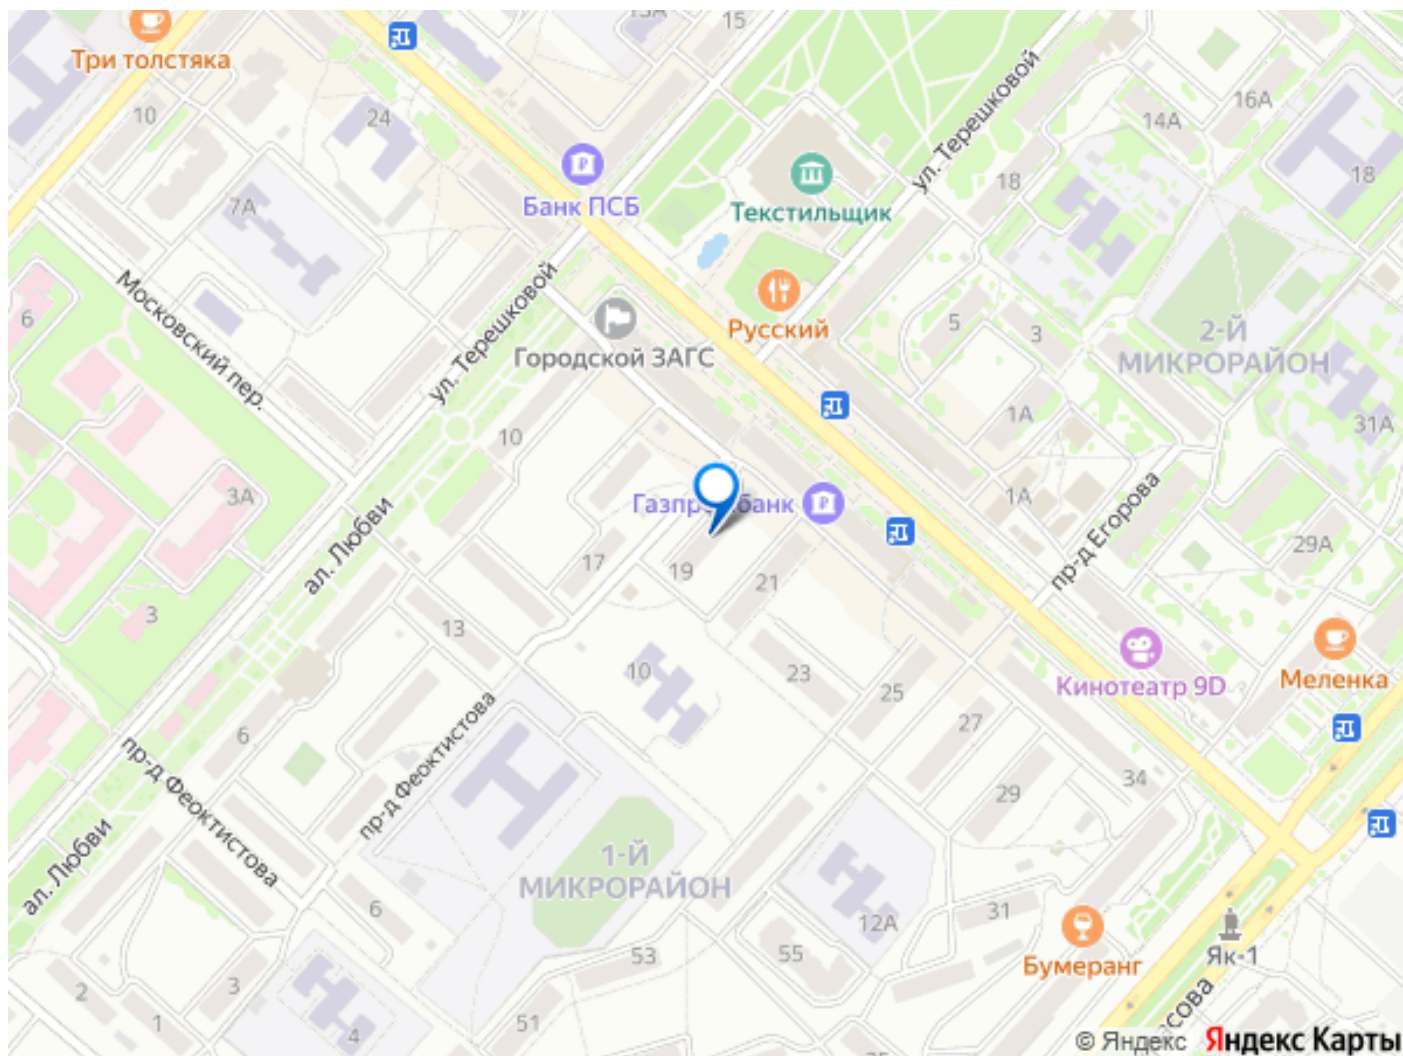 15А
15
Три толстяка
10
24
16А
14А
ул. Терешковой
18
18
Банк ПСБ
Текстильщик
7А
Московский пер.
6
ул. Терешковой
Городской ЗАГС
Русский
5
3
2-Й
МИКРОРАЙОН
1А
31А
10
3А
Газпромбанк
1А
пр-д Егорова
ал. Любви
17
19
21
29А
3
13
10
23
25
Кинотеатр 9D
Меленка
27
6
пр-д Феоктистова
пр-д Феоктистова
34
29
1-Й
МИКРОРАЙОН
ал. Любви
6
12А
31
Бумеранг
Як-1
55
53
2
3
1
4
51
25
© Яндекс Яндекс Карты